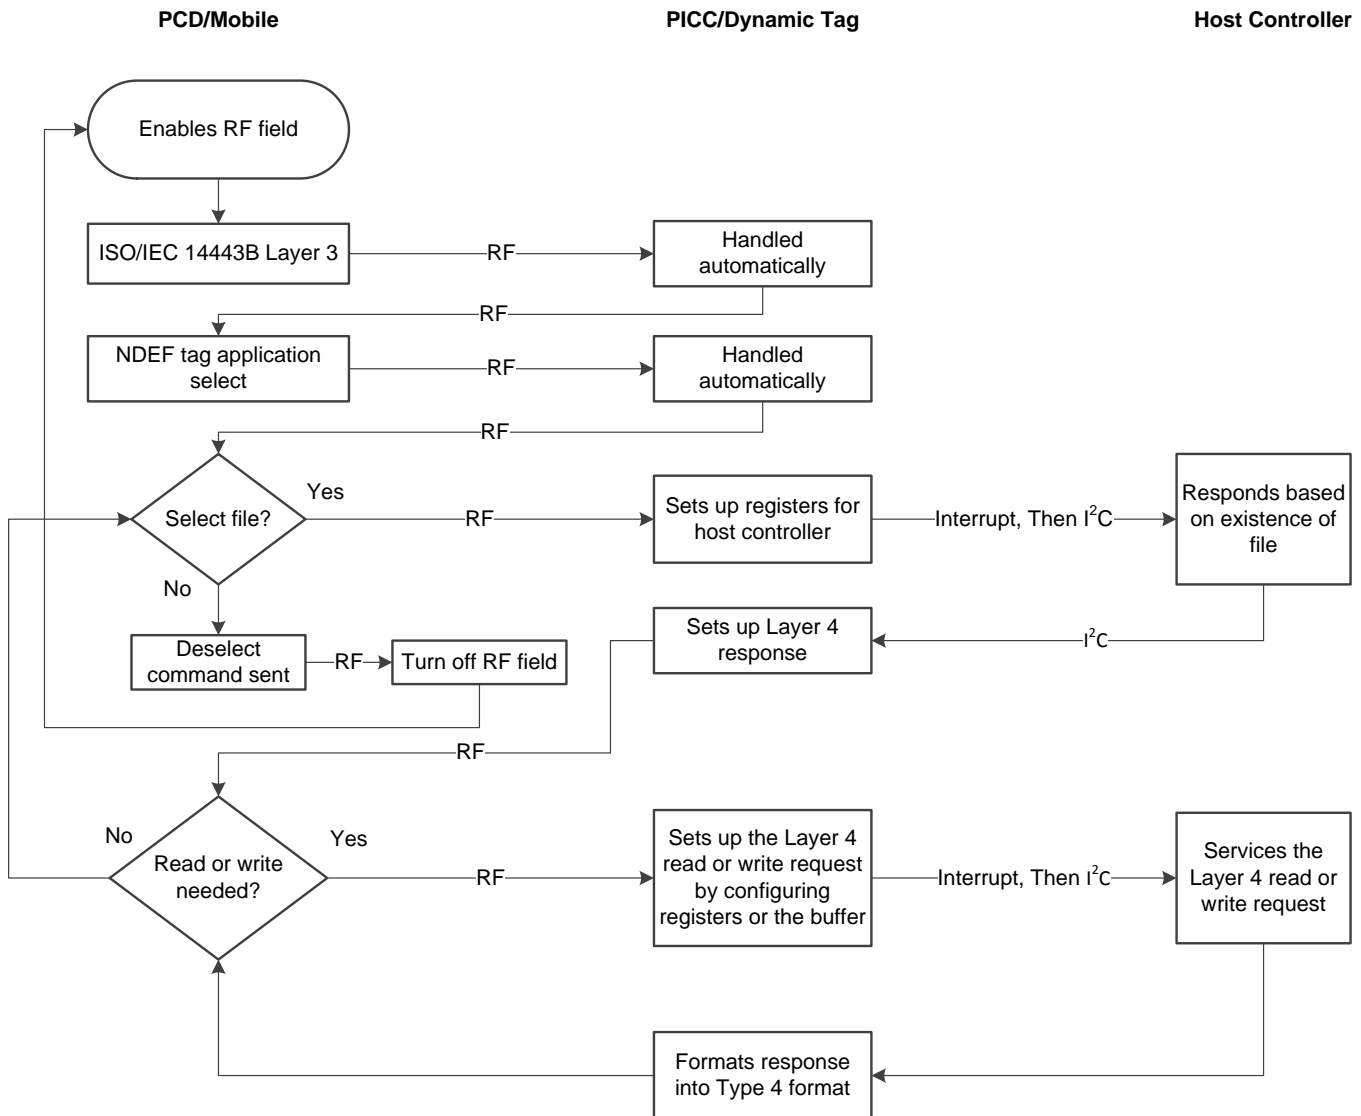 PCD/Mobile
PICC/Dynamic Tag
Host Controller
Enables RF field
ISO/IEC 14443B Layer 3
RF
Handled
automatically
RF
NDEF tag application
select
RF
Handled
automatically
RF
Select file?
Yes
RF
Sets up registers for
host controller
Interrupt, Then I²C
Responds based
on existence of
file
No
Deselect
command sent
RF
Turn off RF field
Sets up Layer 4
response
I²C
RF
No
Read or write
needed?
Yes
RF
Sets up the Layer 4
read or write request
by configuring
registers or the buffer
Interrupt, Then I²C
Services the
Layer 4 read or
write request
Formats response
into Type 4 format